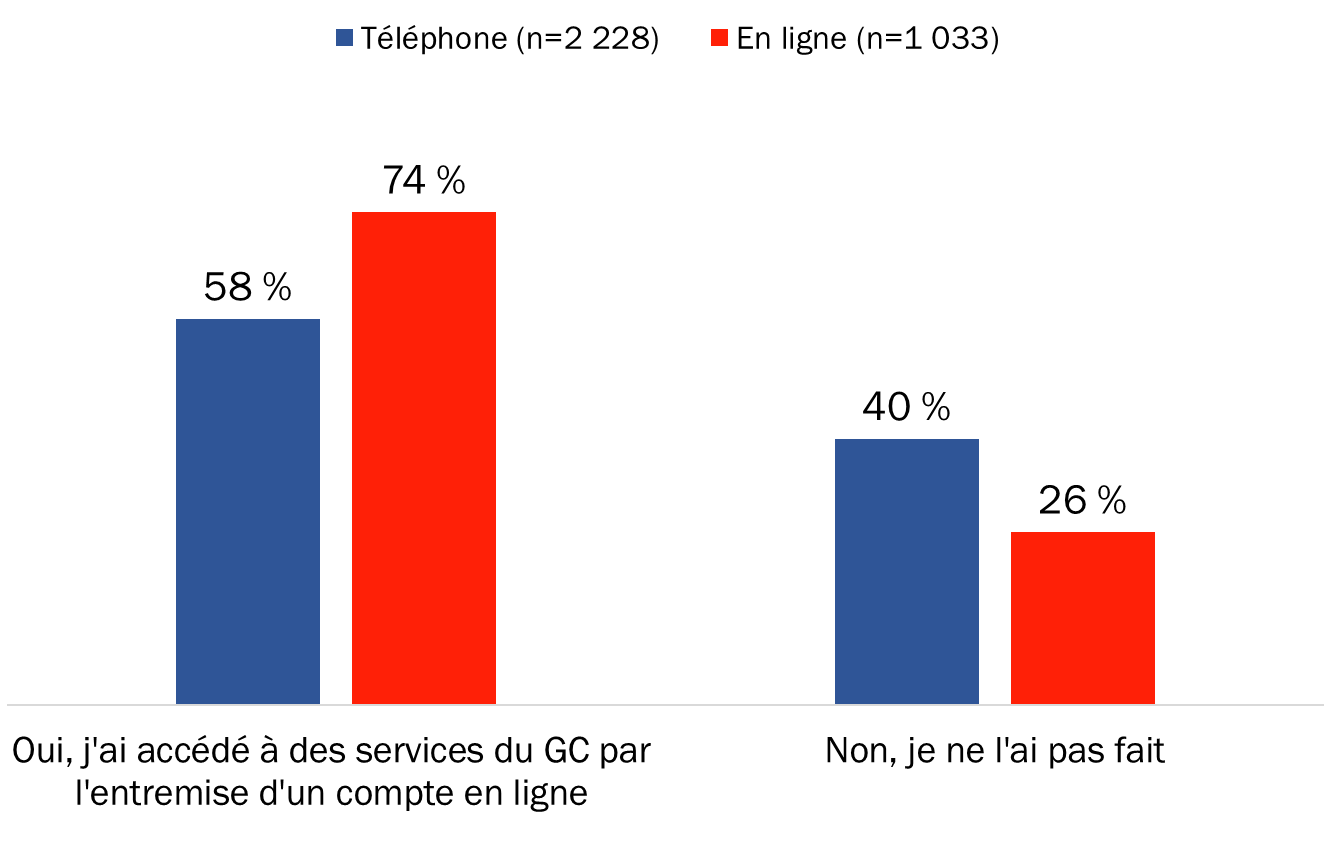 Téléphone (n=2 228) En ligne (n=1 033)
74 %
58 %
40 %
26 %
Oui, j'ai accédé à des services du GC par
l'entremise d'un compte en ligne
Non, je ne l'ai pas fait